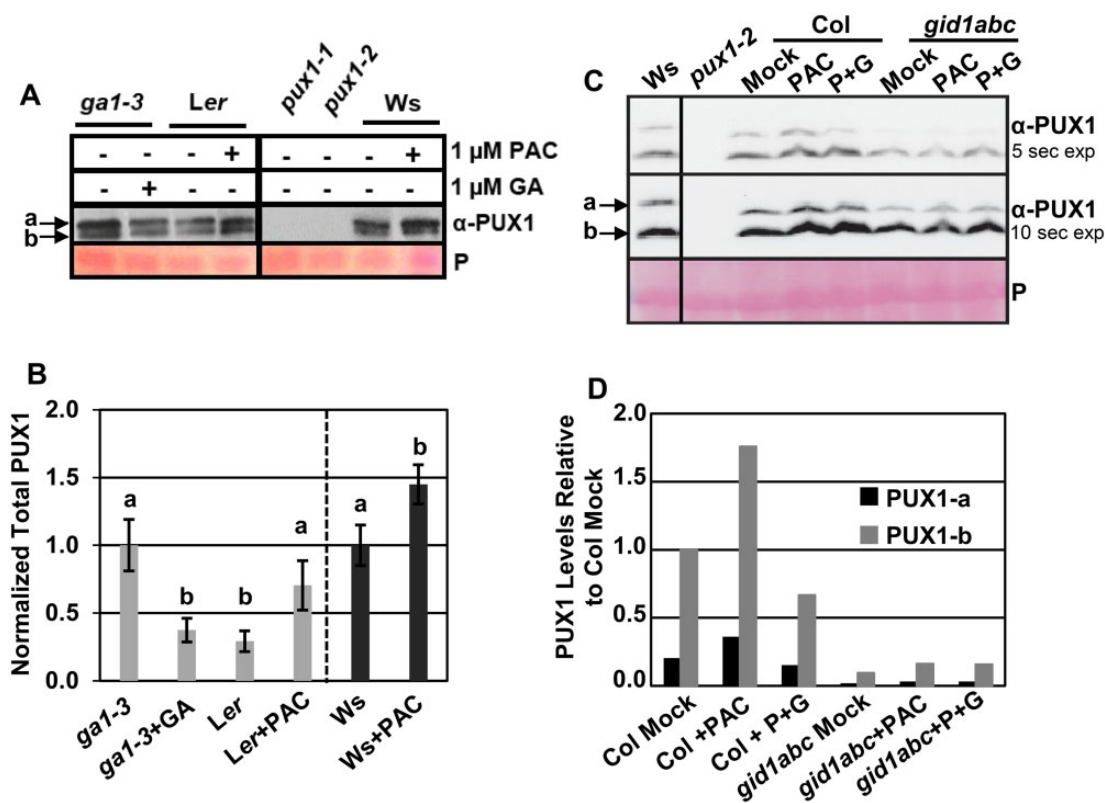 A
ga1-3 Ler pux1-1 pux1-2 Ws
- - - + - - - + 1 µM PAC
- + - - - - - - 1 µM GA
a
b
α-PUX1
P
C
Ws pux1-2 Col gid1abc
Mock PAC P+G Mock PAC P+G
α-PUX1
5 sec exp
a
b
α-PUX1
10 sec exp
P
B
Normalized Total PUX1
2.0
1.5
1.0
0.5
0.0
a b b a a b
ga1-3 ga1-3+GA Ler Ler+PAC Ws Ws+PAC
D
PUX1 Levels Relative
to Col Mock
2.0
1.5
1.0
0.5
0.0
PUX1-a
PUX1-b
Col Mock Col +PAC Col + P+G gid1abc Mock gid1abc+PAC gid1abc+P+G